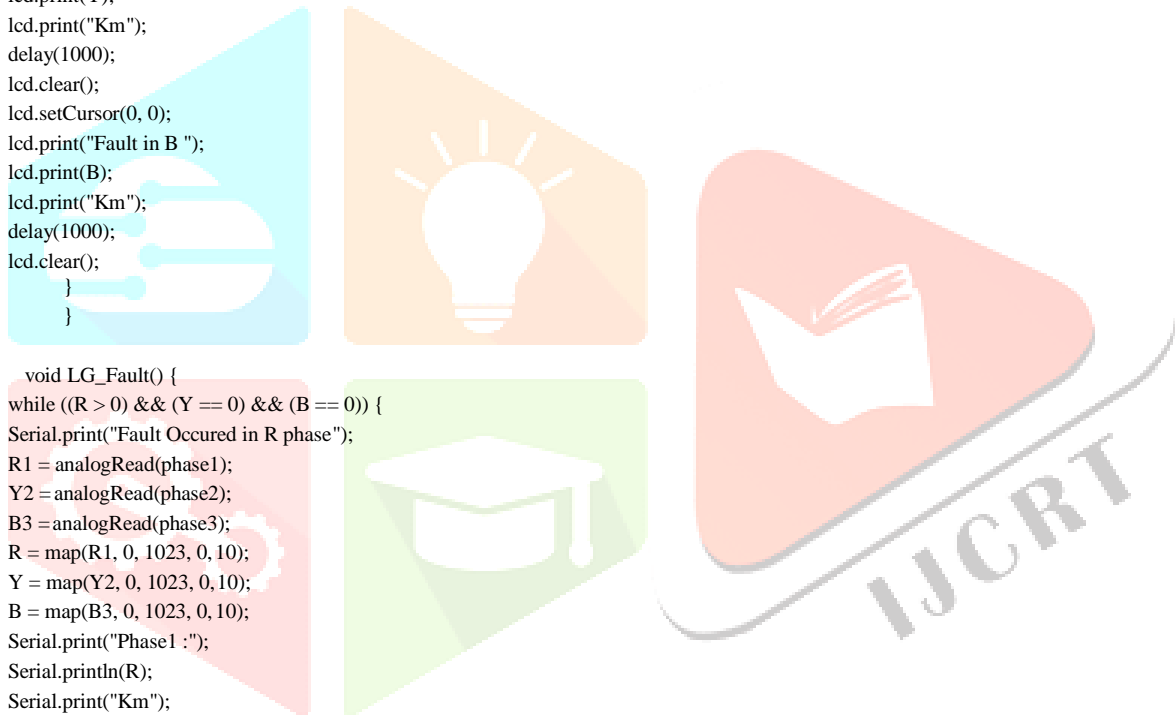 lcd.print("Km");
delay(1000);
lcd.clear();
lcd.setCursor(0, 0);
lcd.print("Fault in B ");
lcd.print(B);
lcd.print("Km");
delay(1000);
lcd.clear();
}
}
void LG_Fault() {
while ((R > 0) && (Y == 0) && (B == 0)) {
Serial.print("Fault Occured in R phase");
R1 = analogRead(phase1);
Y2 = analogRead(phase2);
B3 = analogRead(phase3);
R = map(R1, 0, 1023, 0, 10);
Y = map(Y2, 0, 1023, 0, 10);
B = map(B3, 0, 1023, 0, 10);
Serial.print("Phase1 :");
Serial.println(R);
Serial.print("Km");
IJCRT